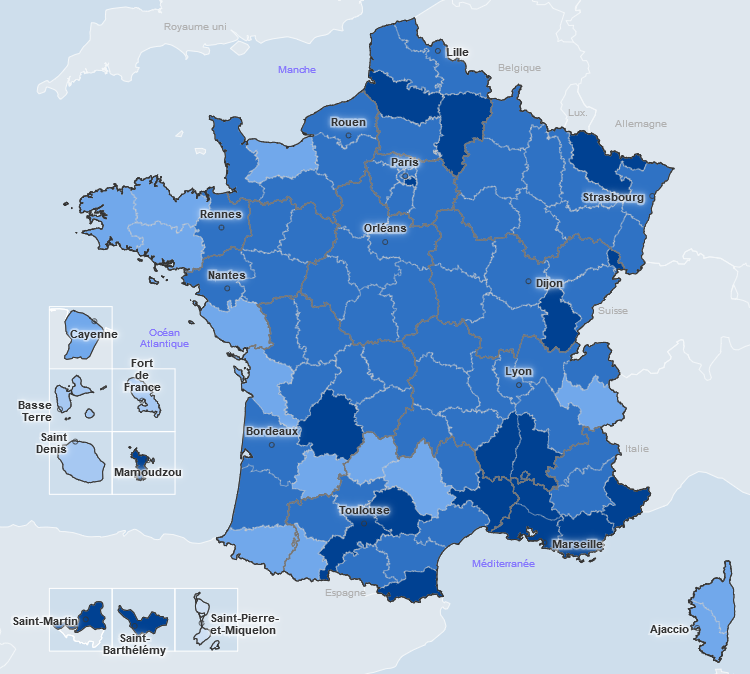 Royaume uni
Lille
Manche
Belgique
Lux.
Allemagne
Rouen
Paris
Strasbourg
Rennes
Orléans
Nantes
Dijon
Suisse
Océan
Atlantique
Cayenne
Fort
de
France
Lyon
Basse
Terre
Bordeaux
Saint
Denis
Italie
Mamoudzou
Toulouse
Marseille
Méditerranée
Espagne
Saint-Martin
Saint-
Barthélémy
Saint-Pierre-
et-Miquelon
Ajaccio